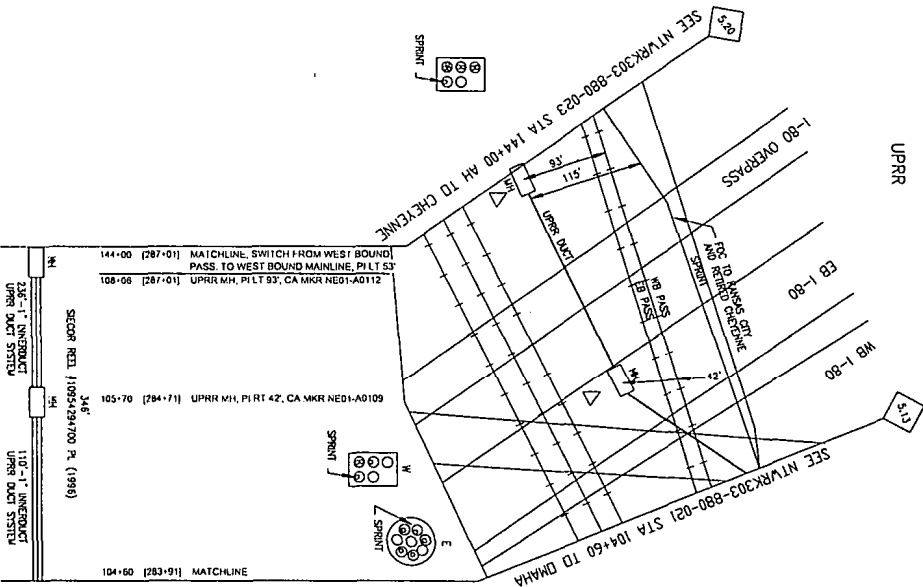 UPRR
5.20
SEE NTWRK303-880-023 STA 144+00 AH TO CHEYENNE
I-80 OVERPASS
EB I-80
WB I-80
5.13
SEE NTWRK303-880-021 STA 104+60 TO OMAHA
FOC TO KANSAS CITY
AND RETIRED CHEYENNE
SPRINT
WB PASS
EB PASS
93'
115'
MH
UPRR DUCT
MH
42'
SPRINT
W
SPRINT
E
SPRINT
144+00 [287+01] MATCHLINE, SWITCH FROM WEST BOUND
PASS. TO WEST BOUND MAINLINE, PI LT 53'
108+06 [287+01] UPRR MH, PI LT 93', CA MKR NE01-A0112
105+70 [284+71] UPRR MH, PI RT 42', CA MKR NE01-A0109
104+60 [283+91] MATCHLINE
346'
SIECOR REEL /10954294700 PL (1996)
MH
236'-1" INNERDUCT
UPRR DUCT SYSTEM
MH
110'-1" INNERDUCT
UPRR DUCT SYSTEM